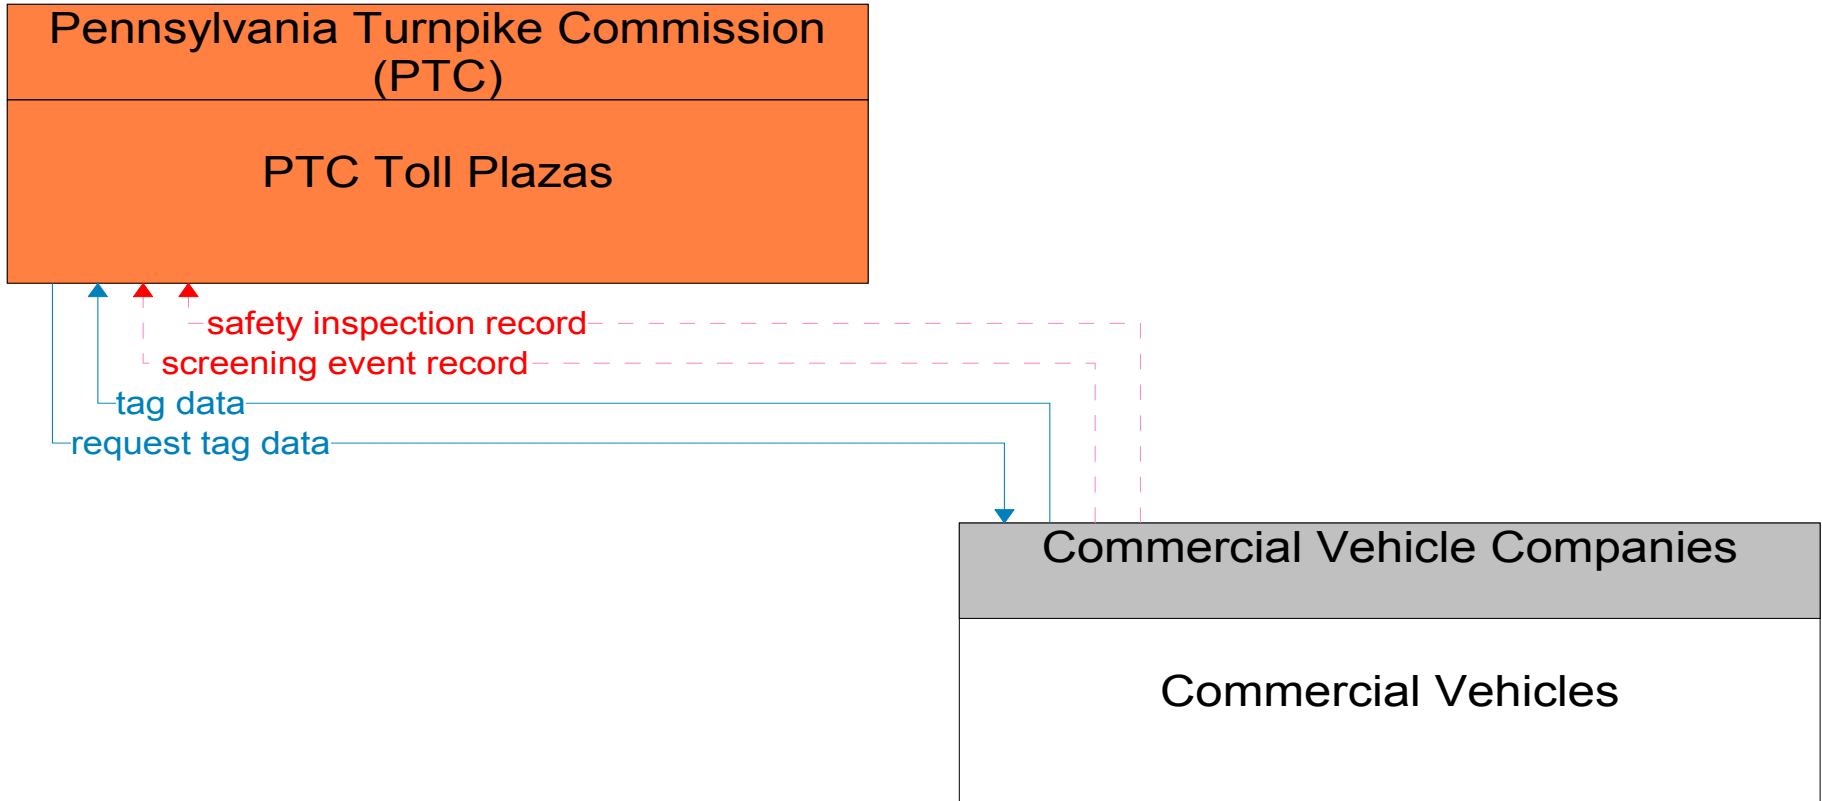 Pennsylvania Turnpike Commission
(PTC)
PTC Toll Plazas
safety inspection record
screening event record
tag data
request tag data
Commercial Vehicle Companies
Commercial Vehicles